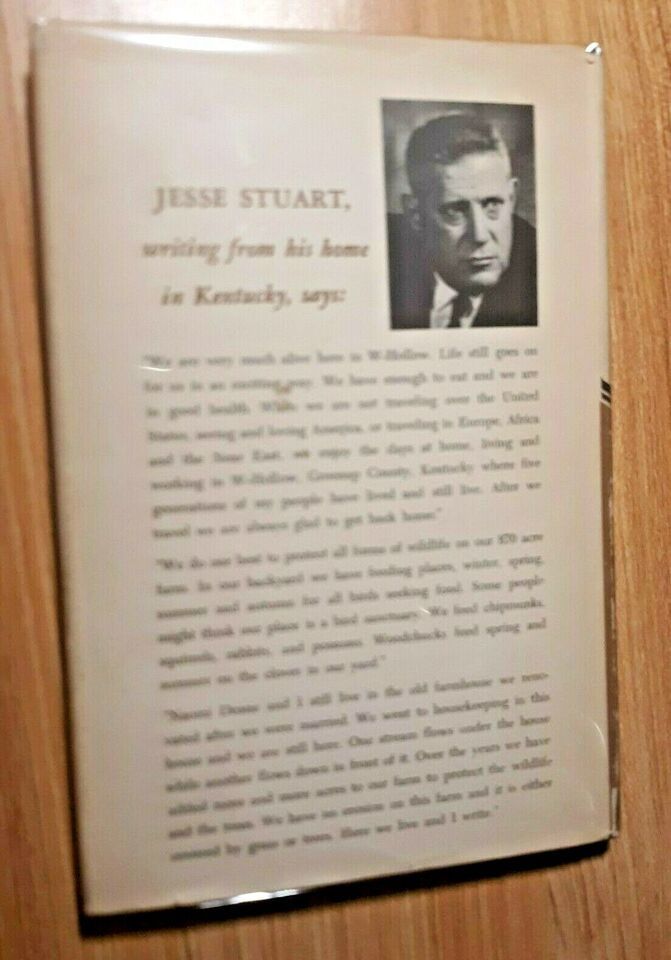 JESSE STUART,
writing from his home
in Kentucky, says:
"We are very much alive here in W-Hollow. Life still goes on
for us in an exciting way. We have enough to eat and we are
in good health. While we are not traveling over the United
States, seeing and loving America, or traveling in Europe, Africa
and the Near East, we enjoy the days at home, living and
working in W-Hollow, Greenup County, Kentucky where five
generations of my people have lived and still live. After we
travel we are always glad to get back home."
"We do our best to protect all forms of wildlife on our 870 acre
farm. In our backyard we have feeding places, winter, spring,
summer and autumn for all birds seeking food. Some people
might think our place is a bird sanctuary. We feed chipmunks,
squirrels, rabbits, and possums. Woodchucks feed spring and
summer on the clover in our yard."
"Naomi Deane and I still live in the old farmhouse we reno-
vated after we were married. We went to housekeeping in this
house and we are still here. One stream flows under the house
while another flows down in front of it. Over the years we have
added more and more acres to our farm to protect the wildlife
and the trees. We have no erosion on this farm and it is either
covered by grass or trees. Here we live and I write."